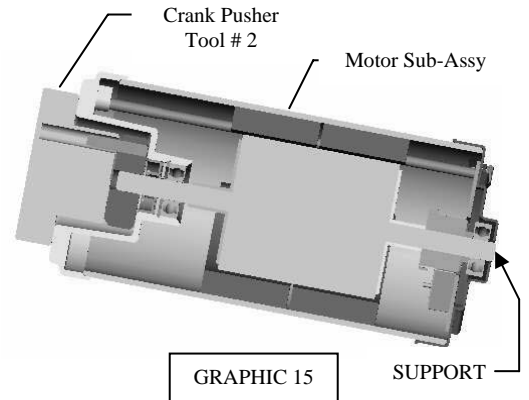 Crank Pusher
Tool # 2
Motor Sub-Assy
GRAPHIC 15
SUPPORT